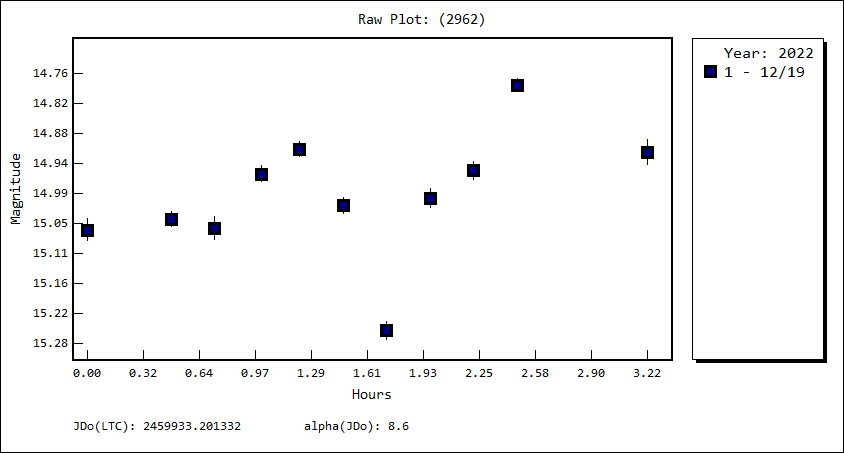 Raw Plot: (2962)
Year: 2022
1 - 12/19
Magnitude
14.76
14.82
14.88
14.94
14.99
15.05
15.11
15.16
15.22
15.28
0.00 0.32 0.64 0.97 1.29 1.61 1.93 2.25 2.58 2.90 3.22
Hours
JDo(LTC): 2459933.201332 alpha(JDo): 8.6